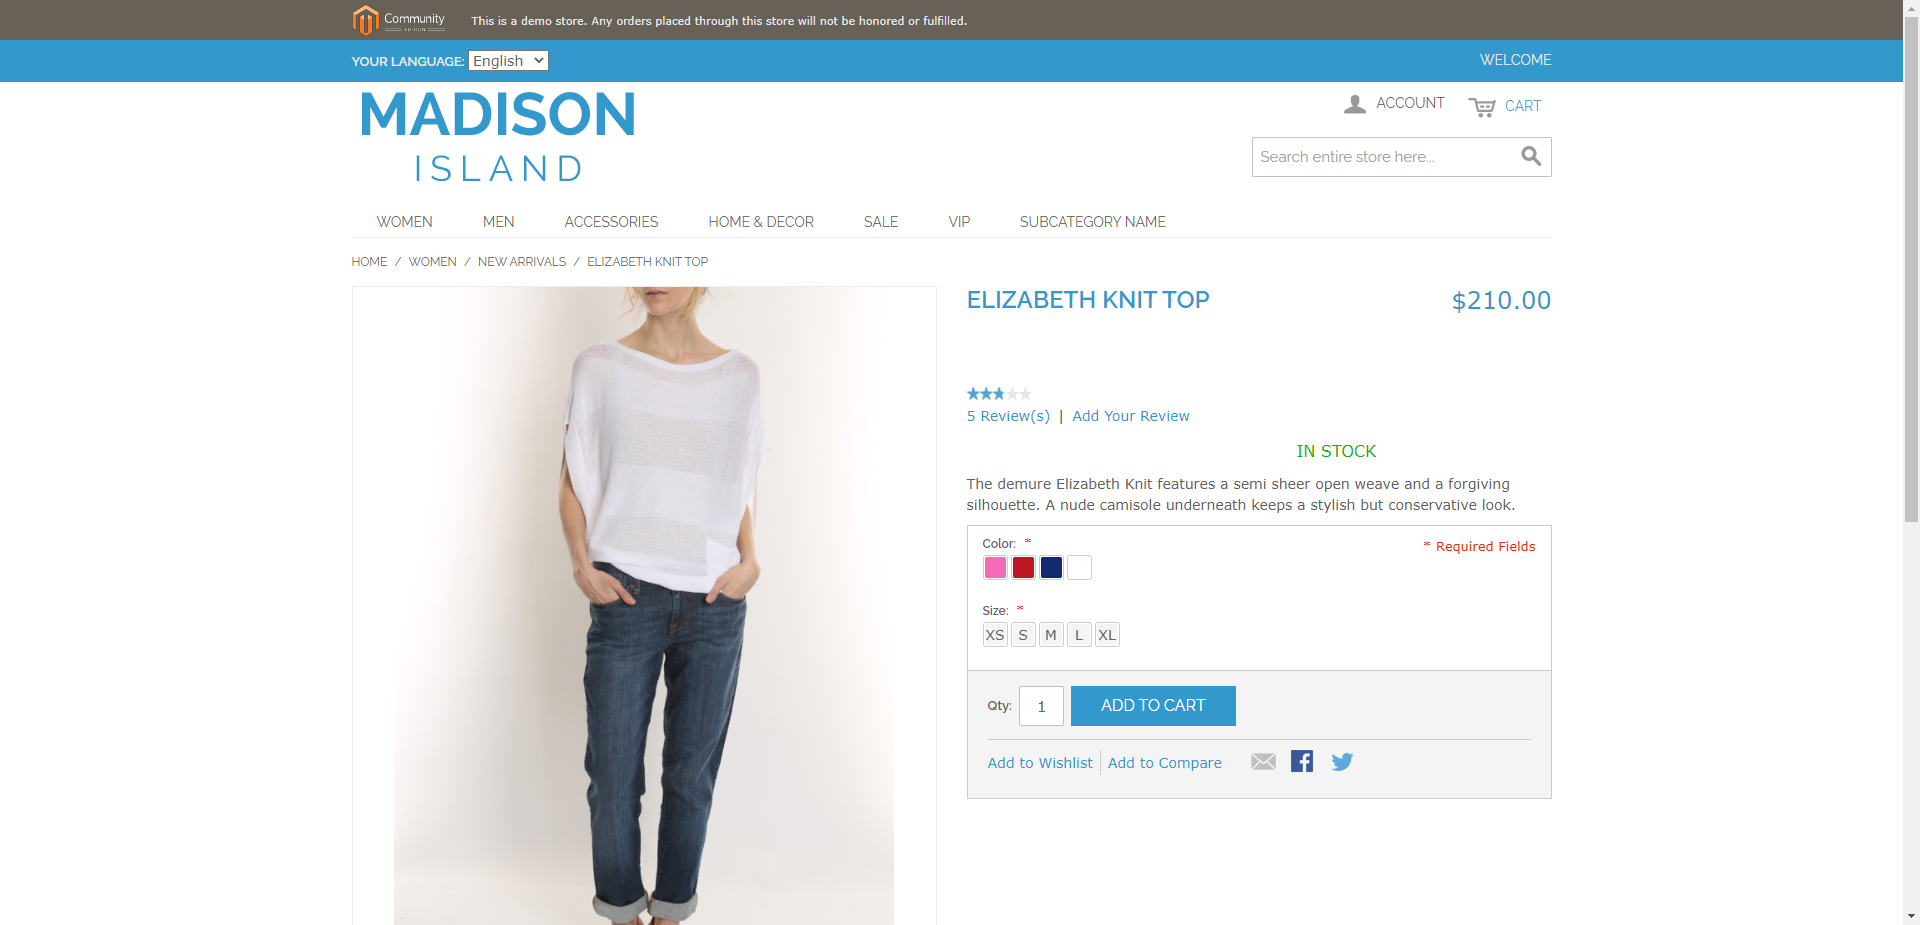 Community
This is a demo store. Any orders placed through this store will not be honored or fulfilled.
YOUR LANGUAGE: English
WELCOME
MADISON
ISLAND
ACCOUNT
CART
Search entire store here...
WOMEN MEN ACCESSORIES HOME & DECOR SALE VIP SUBCATEGORY NAME
HOME / WOMEN / NEW ARRIVALS / ELIZABETH KNIT TOP
ELIZABETH KNIT TOP
$210.00
5 Review(s) | Add Your Review
IN STOCK
The demure Elizabeth Knit features a semi sheer open weave and a forgiving
silhouette. A nude camisole underneath keeps a stylish but conservative look.
Color: *
* Required Fields
Size: *
XS S M L XL
Qty: 1 ADD TO CART
Add to Wishlist Add to Compare